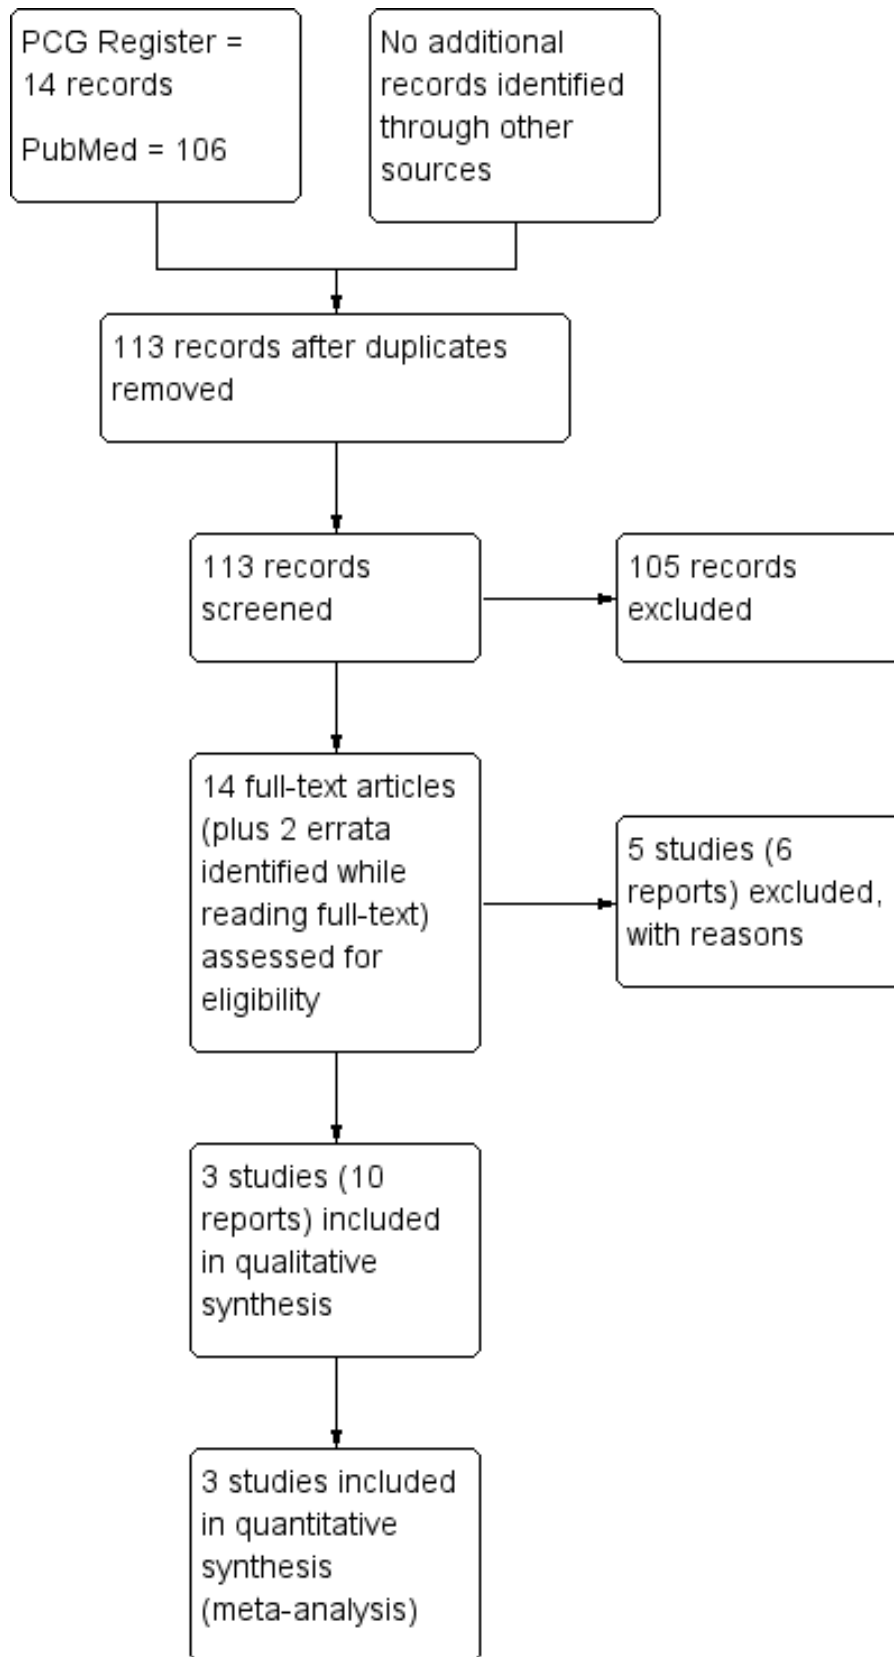 PCG Register =
14 records
PubMed = 106
No additional
records identified
through other
sources
113 records after duplicates
removed
113 records
screened
105 records
excluded
14 full-text articles
(plus 2 errata
identified while
reading full-text)
assessed for
eligibility
5 studies (6
reports) excluded,
with reasons
3 studies (10
reports) included
in qualitative
synthesis
3 studies included
in quantitative
synthesis
(meta-analysis)